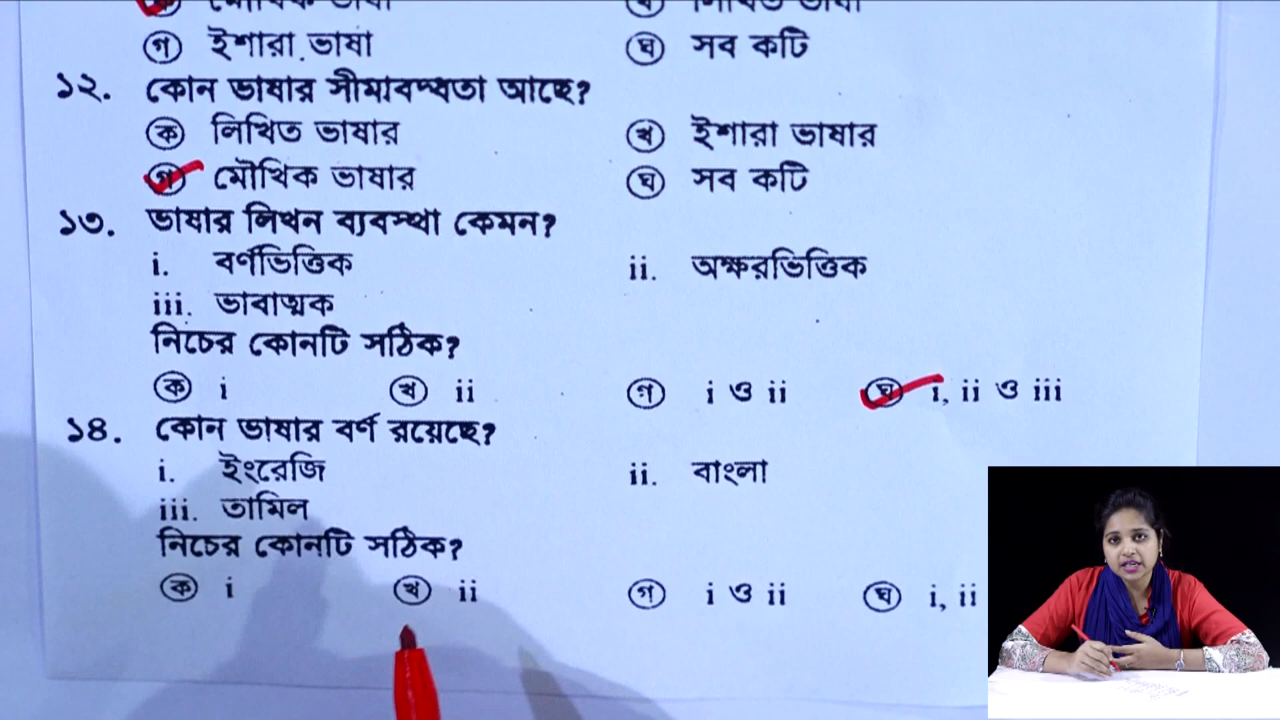 ক মৌখিক ভাষা খ লিখিত ভাষা
গ ইশারা ভাষা ঘ সব কটি
১২. কোন ভাষার সীমাবদ্ধতা আছে?
ক লিখিত ভাষার খ ইশারা ভাষার
গ মৌখিক ভাষার ঘ সব কটি
১৩. ভাষার লিখন ব্যবস্থা কেমন?
i. বর্ণভিত্তিক ii. অক্ষরভিত্তিক
iii. ভাবাত্মক
নিচের কোনটি সঠিক?
ক i খ ii গ i ও ii ঘ i, ii ও iii
১৪. কোন ভাষার বর্ণ রয়েছে?
i. ইংরেজি ii. বাংলা
iii. তামিল
নিচের কোনটি সঠিক?
ক i খ ii গ i ও ii ঘ i, ii